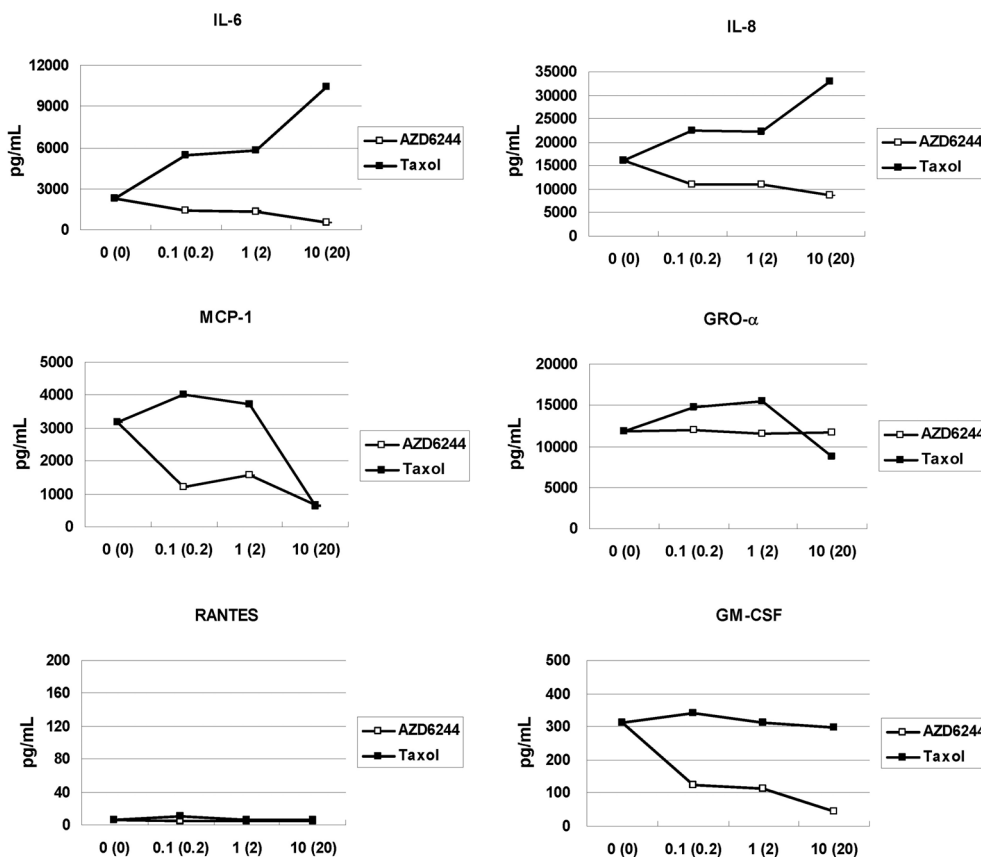 IL-6
12000
9000
6000
3000
0
pg/mL
0 (0) 0.1 (0.2) 1 (2) 10 (20)
AZD6244
Taxol
IL-8
35000
30000
25000
20000
15000
10000
5000
0
pg/mL
0 (0) 0.1 (0.2) 1 (2) 10 (20)
AZD6244
Taxol
MCP-1
5000
4000
3000
2000
1000
0
pg/mL
0 (0) 0.1 (0.2) 1 (2) 10 (20)
AZD6244
Taxol
GRO-α
20000
15000
10000
5000
0
pg/mL
0 (0) 0.1 (0.2) 1 (2) 10 (20)
AZD6244
Taxol
RANTES
200
160
120
80
40
0
pg/mL
0 (0) 0.1 (0.2) 1 (2) 10 (20)
AZD6244
Taxol
GM-CSF
500
400
300
200
100
0
pg/mL
0 (0) 0.1 (0.2) 1 (2) 10 (20)
AZD6244
Taxol